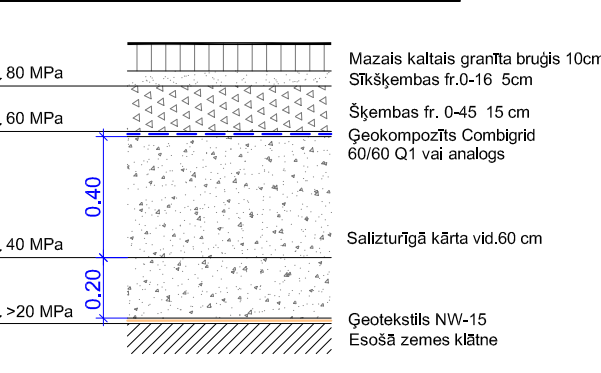 Mazais kaltais granīta bruģis 10cm
. 80 MPa
Sīkšķembas fr.0-16 5cm
Šķembas fr. 0-45 15 cm
. 60 MPa
Ģeokompozīts Combigrid
60/60 Q1 vai analogs
0.40
Salizturīgā kārta vid.60 cm
. 40 MPa
0.20
. >20 MPa
Ģeotekstils NW-15
Esošā zemes klātne